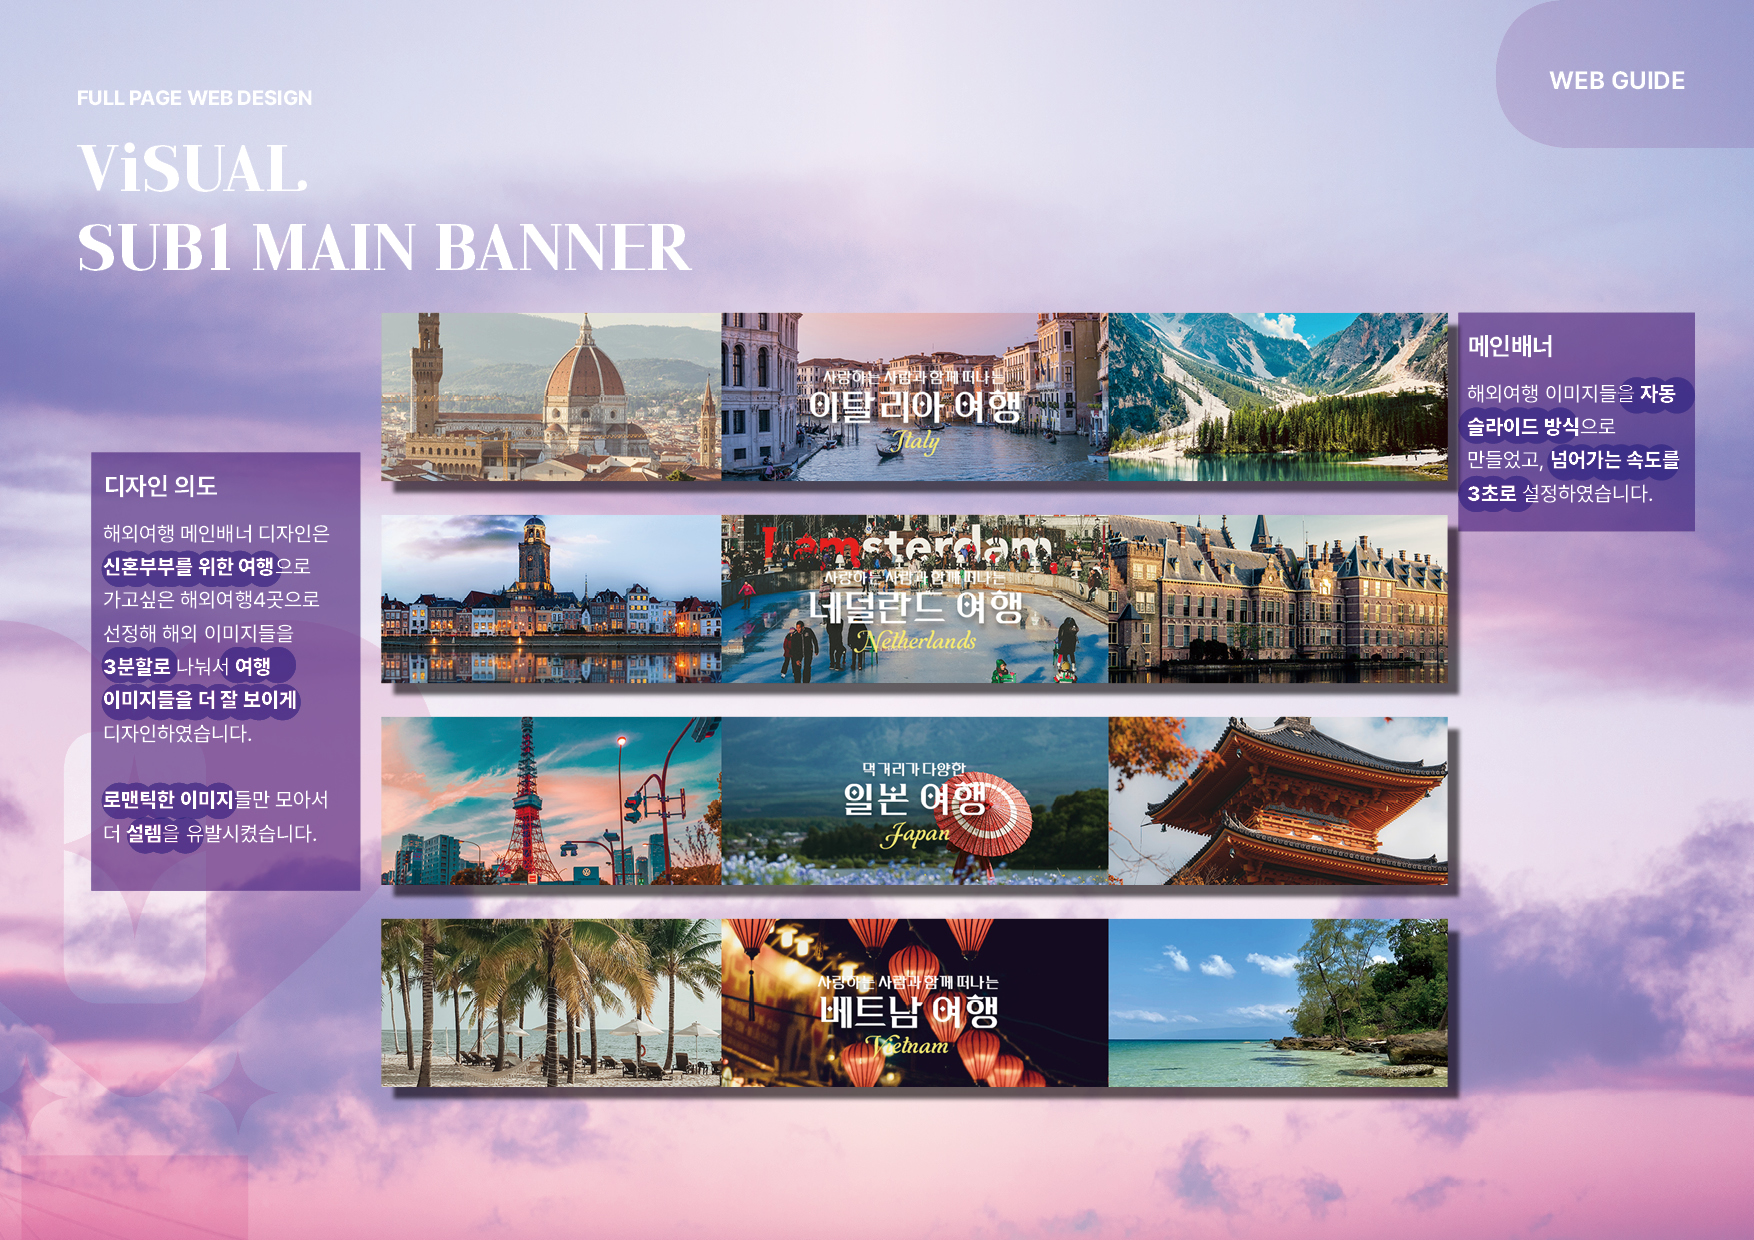 FULL PAGE WEB DESIGN
WEB GUIDE
ViSUAL
SUB1 MAIN BANNER
디자인 의도
해외여행 메인배너 디자인은
신혼부부를 위한 여행으로
가고싶은 해외여행4곳으로
선정해 해외 이미지들을
3분할로 나눠서 여행
이미지들을 더 잘 보이게
디자인하였습니다.
로맨틱한 이미지들만 모아서
더 설렘을 유발시켰습니다.
사랑하는 사람과 함께 떠나는
이탈리아 여행
Italy
I amsterdam
사랑하는 사람과 함께 떠나는
네덜란드 여행
Netherlands
먹거리가 다양한
일본 여행
Japan
사랑하는 사람과 함께 떠나는
베트남 여행
Vietnam
메인배너
해외여행 이미지들을 자동
슬라이드 방식으로
만들었고, 넘어가는 속도를
3초로 설정하였습니다.